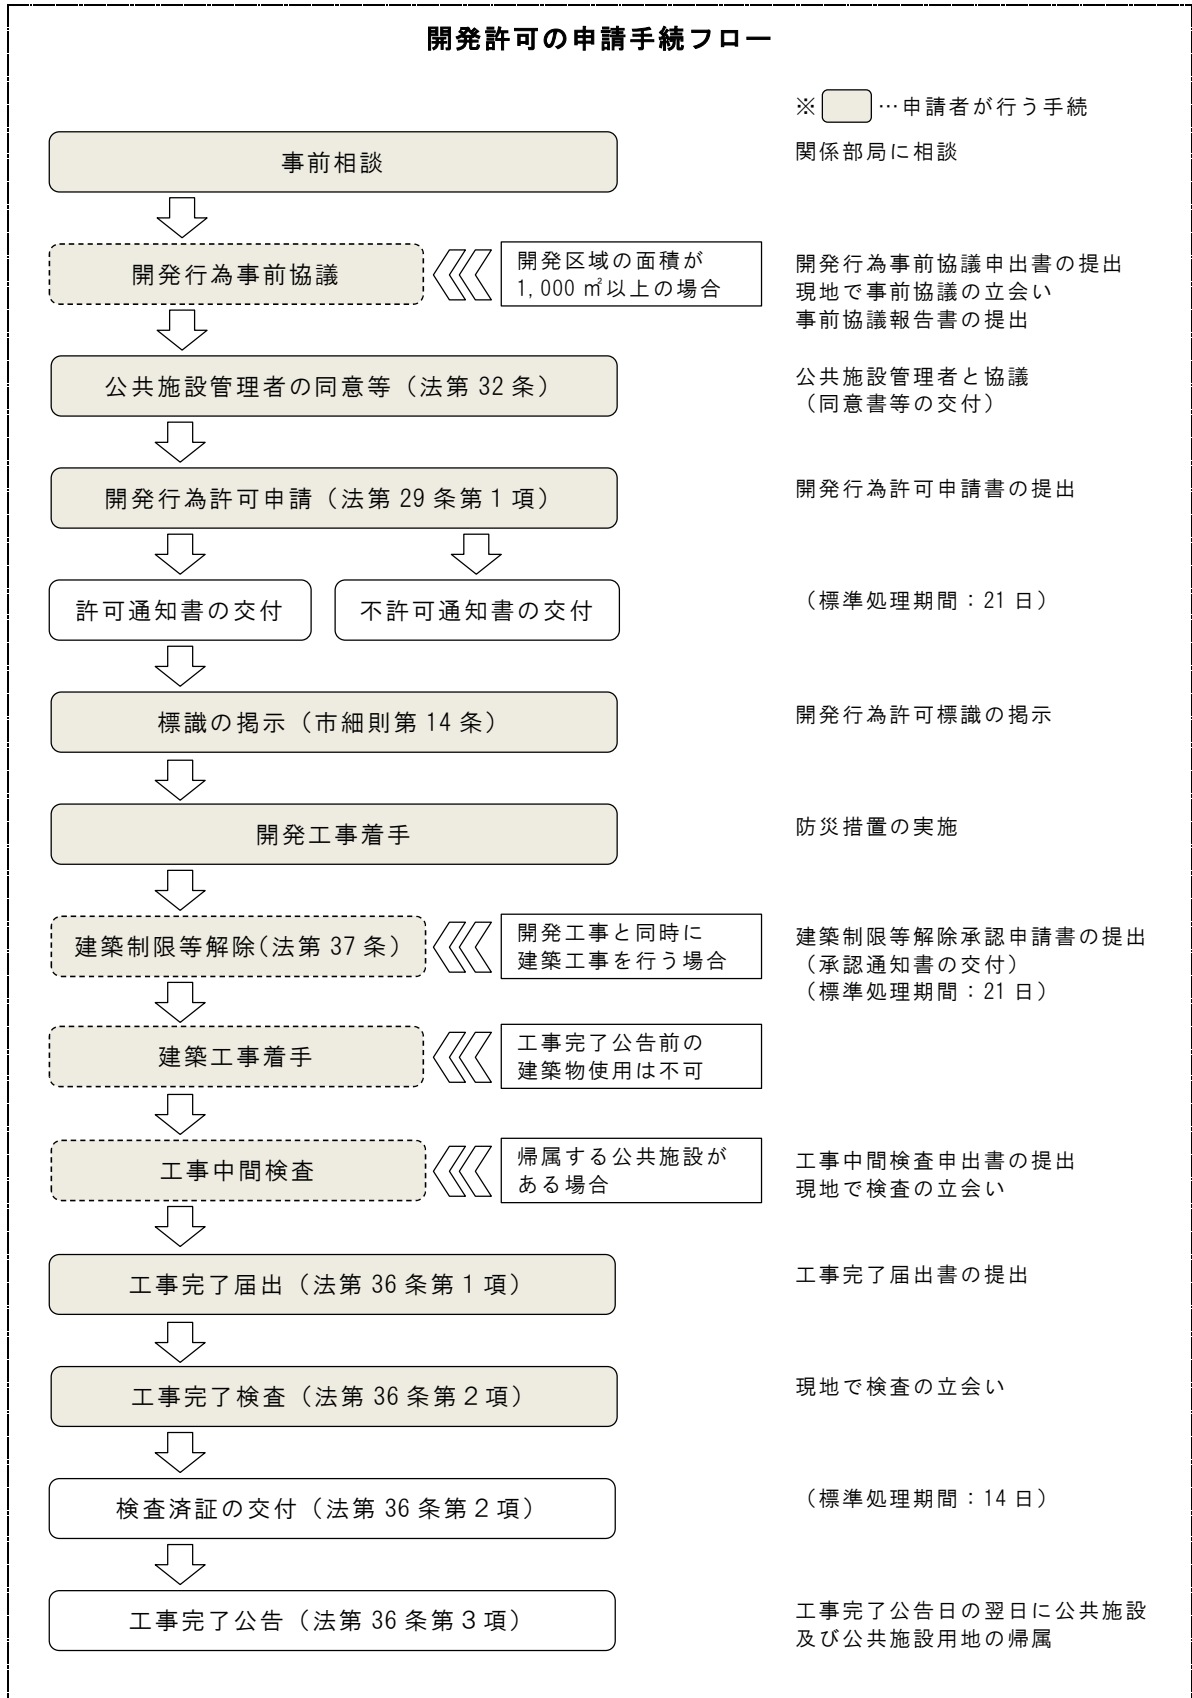 開発許可の申請手続フロー
※ …申請者が行う手続
事前相談
関係部局に相談
開発行為事前協議
開発区域の面積が
1,000㎡以上の場合
開発行為事前協議申出書の提出
現地で事前協議の立会い
事前協議報告書の提出
公共施設管理者の同意等（法第32条）
公共施設管理者と協議
（同意書等の交付）
開発行為許可申請（法第29条第1項）
開発行為許可申請書の提出
許可通知書の交付
不許可通知書の交付
（標準処理期間：21日）
標識の掲示（市細則第14条）
開発行為許可標識の掲示
開発工事着手
防災措置の実施
建築制限等解除(法第37条）
開発工事と同時に
建築工事を行う場合
建築制限等解除承認申請書の提出
（承認通知書の交付）
（標準処理期間：21日）
建築工事着手
工事完了公告前の
建築物使用は不可
工事中間検査
帰属する公共施設が
ある場合
工事中間検査申出書の提出
現地で検査の立会い
工事完了届出（法第36条第1項）
工事完了届出書の提出
工事完了検査（法第36条第２項）
現地で検査の立会い
検査済証の交付（法第36条第２項）
（標準処理期間：14日）
工事完了公告（法第36条第３項）
工事完了公告日の翌日に公共施設
及び公共施設用地の帰属